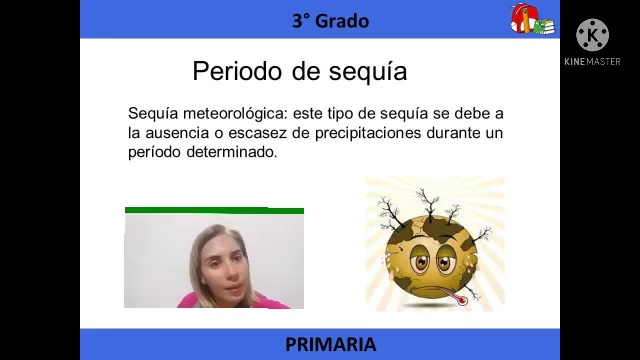 3° Grado
KINEMASTER
Periodo de sequía
Sequía meteorológica: este tipo de sequía se debe a
la ausencia o escasez de precipitaciones durante un
período determinado.
PRIMARIA